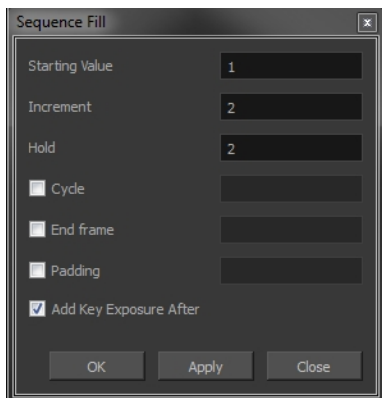 Sequence Fill
Starting Value 1
Increment 2
Hold 2
Cycle
End frame
Padding
Add Key Exposure After
OK Apply Close